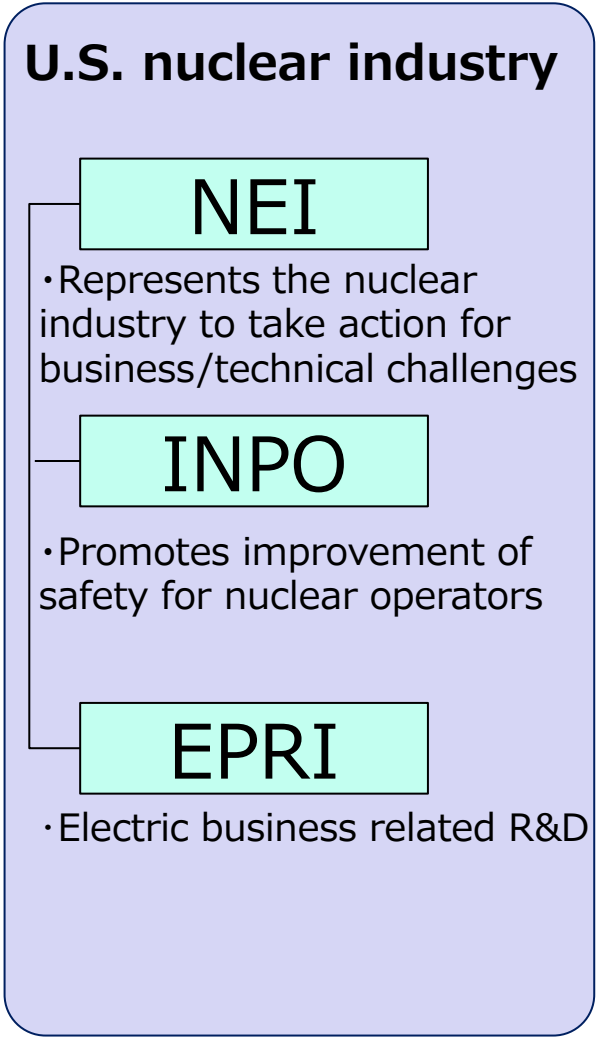 U.S. nuclear industry
NEI
・Represents the nuclear
industry to take action for
business/technical challenges
INPO
・Promotes improvement of
safety for nuclear operators
EPRI
・Electric business related R&D